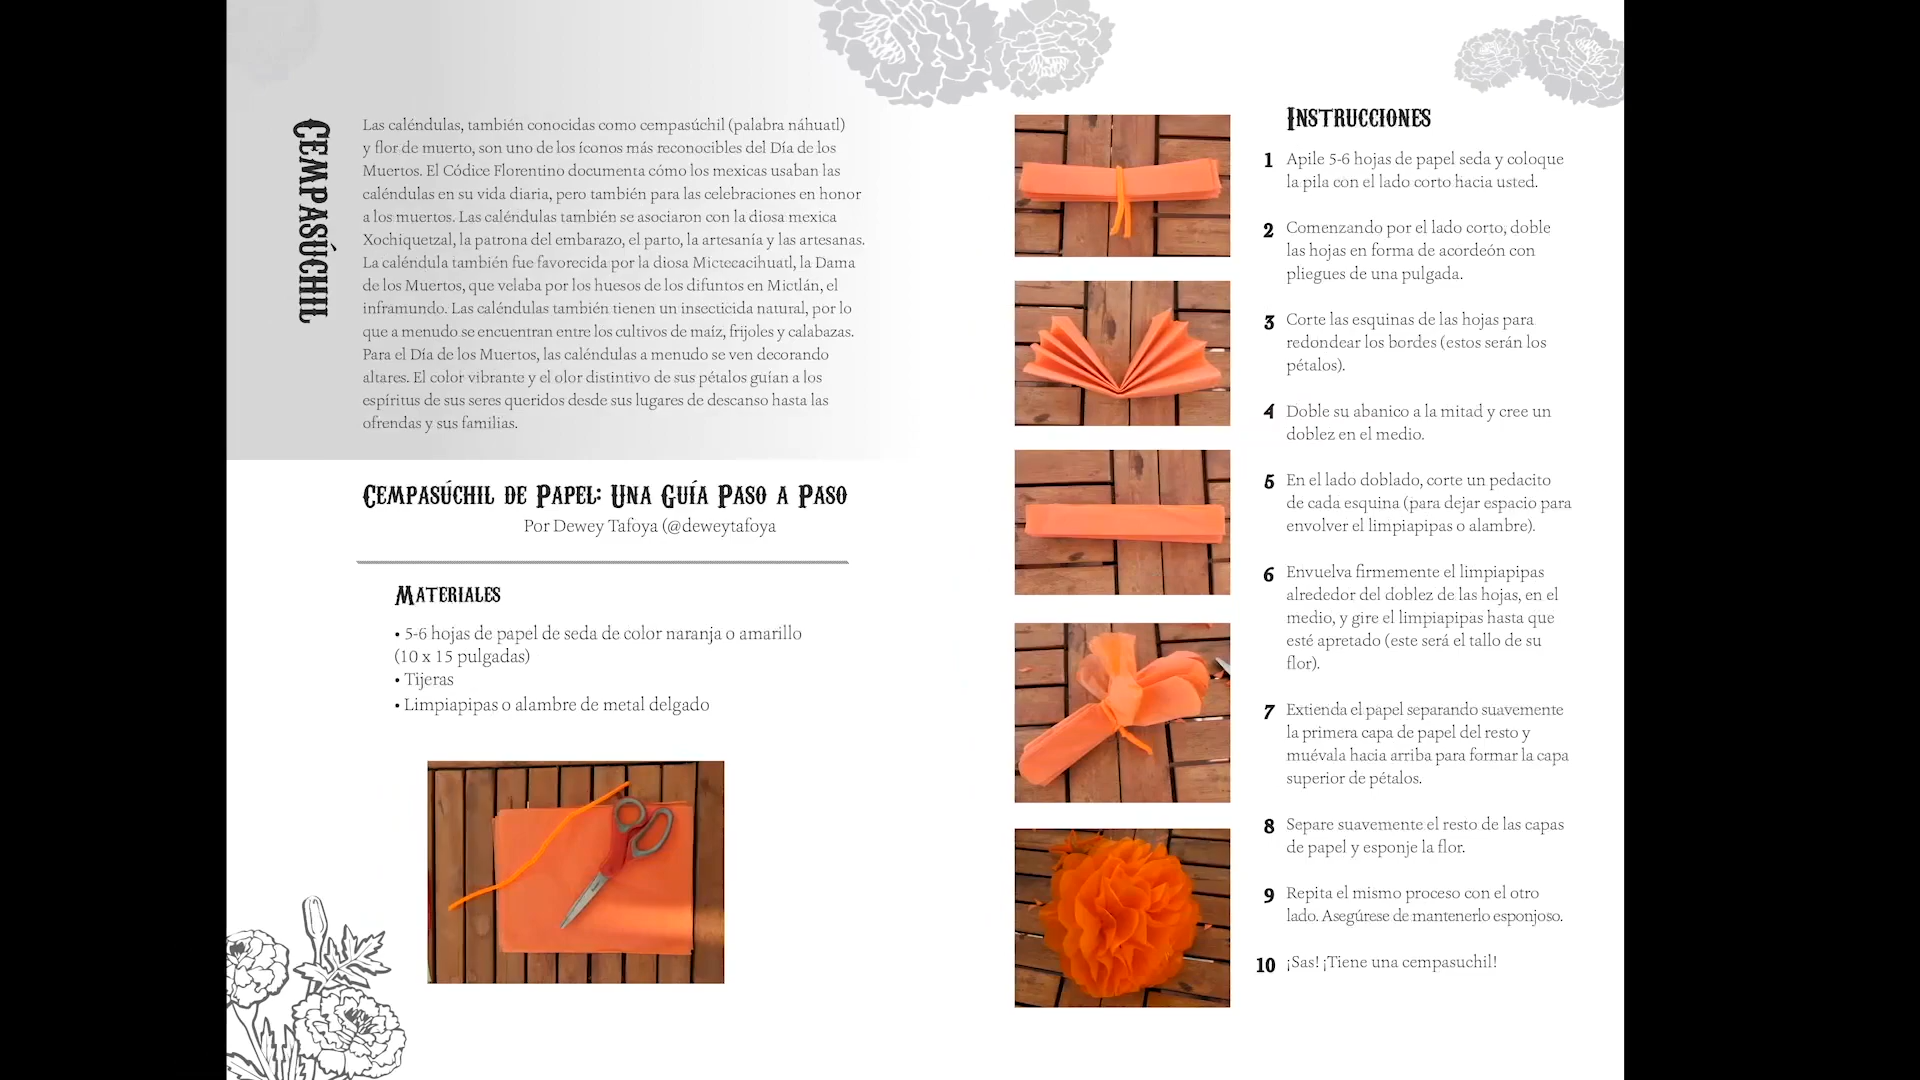 CEMPASÚCHIL
Las caléndulas, también conocidas como cempasúchil (palabra náhuatl)
y flor de muerto, son uno de los íconos más reconocibles del Día de los
Muertos. El Códice Florentino documenta cómo los mexicas usaban las
caléndulas en su vida diaria, pero también para las celebraciones en honor
a los muertos. Las caléndulas también se asociaron con la diosa mexica
Xochiquetzal, la patrona del embarazo, el parto, la artesanía y las artesanas.
La caléndula también fue favorecida por la diosa Mictecacihuatl, la Dama
de los Muertos, que velaba por los huesos de los difuntos en Mictlán, el
inframundo. Las caléndulas también tienen un insecticida natural, por lo
que a menudo se encuentran entre los cultivos de maíz, frijoles y calabazas.
Para el Día de los Muertos, las caléndulas a menudo se ven decorando
altares. El color vibrante y el olor distintivo de sus pétalos guían a los
espíritus de sus seres queridos desde sus lugares de descanso hasta las
ofrendas y sus familias.
CEMPASÚCHIL DE PAPEL: UNA GUÍA PASO A PASO
Por Dewey Tafoya (@deweytafoya
MATERIALES
• 5-6 hojas de papel de seda de color naranja o amarillo
(10 x 15 pulgadas)
• Tijeras
• Limpiapipas o alambre de metal delgado
INSTRUCCIONES
1 Apile 5-6 hojas de papel seda y coloque
la pila con el lado corto hacia usted.
2 Comenzando por el lado corto, doble
las hojas en forma de acordeón con
pliegues de una pulgada.
3 Corte las esquinas de las hojas para
redondear los bordes (estos serán los
pétalos).
4 Doble su abanico a la mitad y cree un
doblez en el medio.
5 En el lado doblado, corte un pedacito
de cada esquina (para dejar espacio para
envolver el limpiapipas o alambre).
6 Envuelva firmemente el limpiapipas
alrededor del doblez de las hojas, en el
medio, y gire el limpiapipas hasta que
esté apretado (este será el tallo de su
flor).
7 Extienda el papel separando suavemente
la primera capa de papel del resto y
muévala hacia arriba para formar la capa
superior de pétalos.
8 Separe suavemente el resto de las capas
de papel y esponje la flor.
9 Repita el mismo proceso con el otro
lado. Asegúrese de mantenerlo esponjoso.
10 ¡Sas! ¡Tiene una cempasuchil!